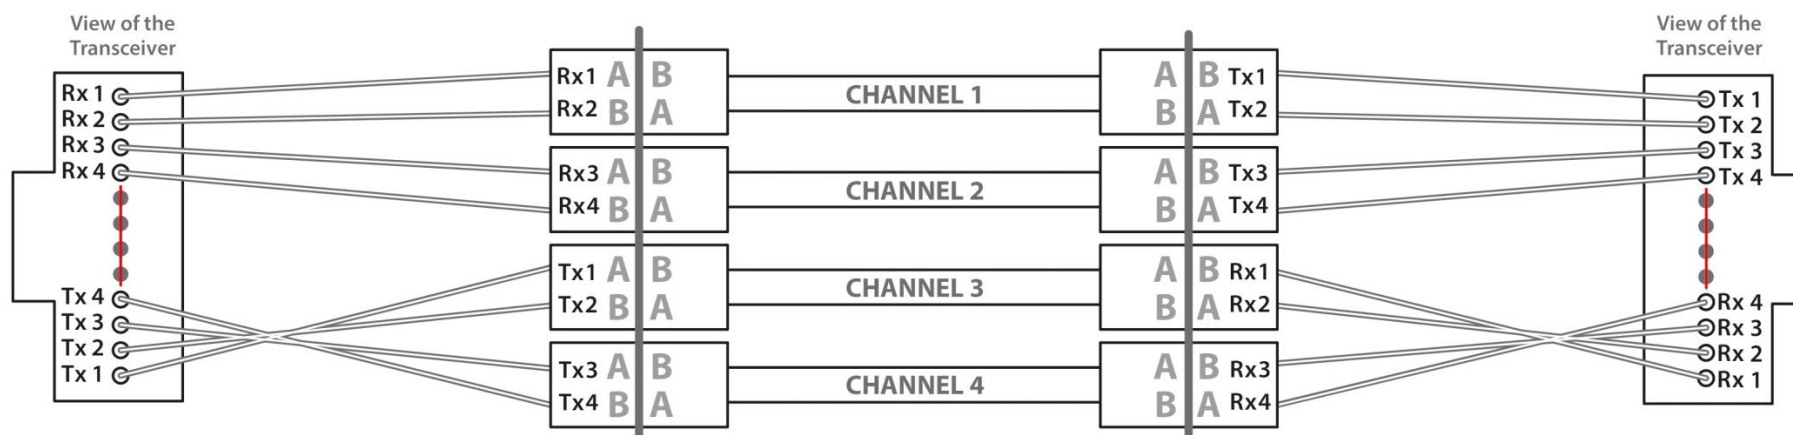 View of the
Transceiver
Rx 1
Rx 2
Rx 3
Rx 4
Tx 4
Tx 3
Tx 2
Tx 1
Rx1 A B
Rx2 B A
CHANNEL 1
A B Tx1
B A Tx2
Rx3 A B
Rx4 B A
CHANNEL 2
A B Tx3
B A Tx4
Tx1 A B
Tx2 B A
CHANNEL 3
A B Rx1
B A Rx2
Tx3 A B
Tx4 B A
CHANNEL 4
A B Rx3
B A Rx4
View of the
Transceiver
Tx 1
Tx 2
Tx 3
Tx 4
Rx 4
Rx 3
Rx 2
Rx 1